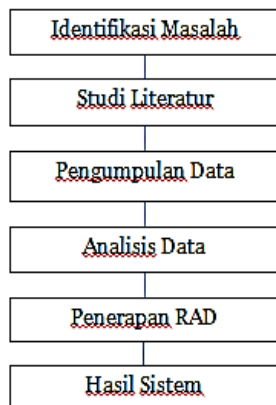 Identifikasi Masalah
Studi Literatur
Pengumpulan Data
Analisis Data
Penerapan RAD
Hasil Sistem